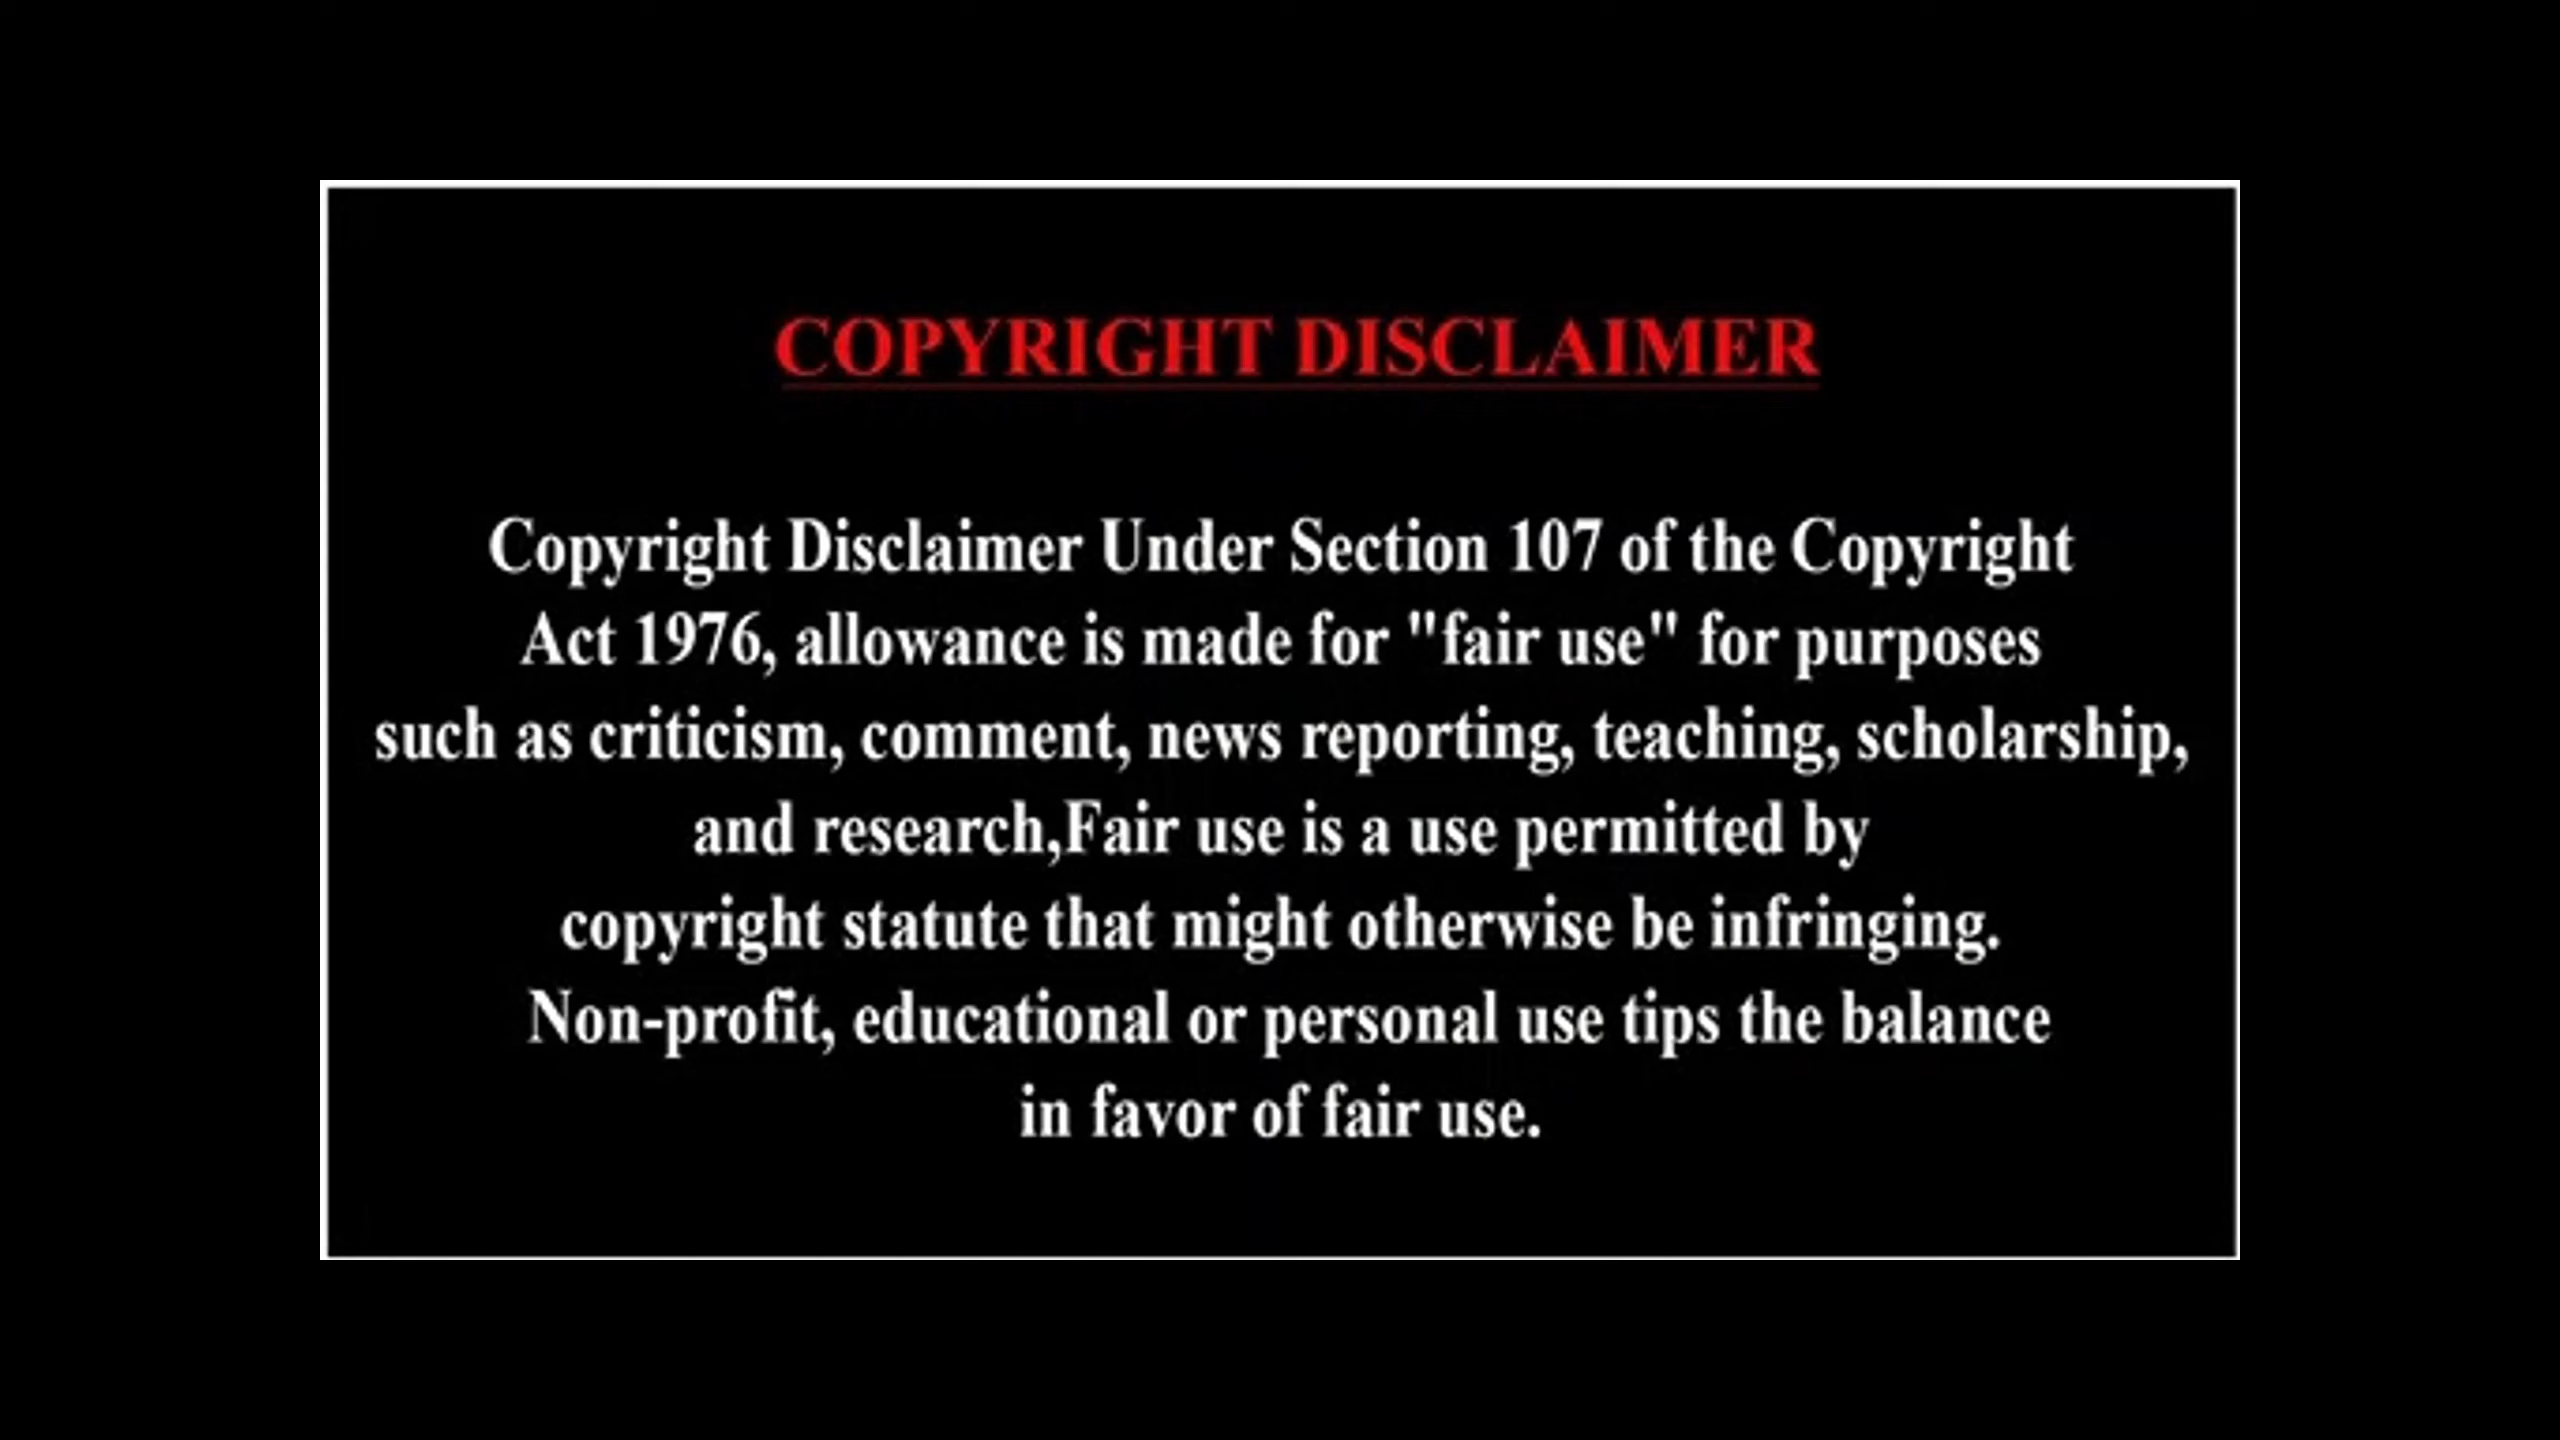 COPYRIGHT DISCLAIMER
Copyright Disclaimer Under Section 107 of the Copyright
Act 1976, allowance is made for "fair use" for purposes
such as criticism, comment, news reporting, teaching, scholarship,
and research,Fair use is a use permitted by
copyright statute that might otherwise be infringing.
Non-profit, educational or personal use tips the balance
in favor of fair use.